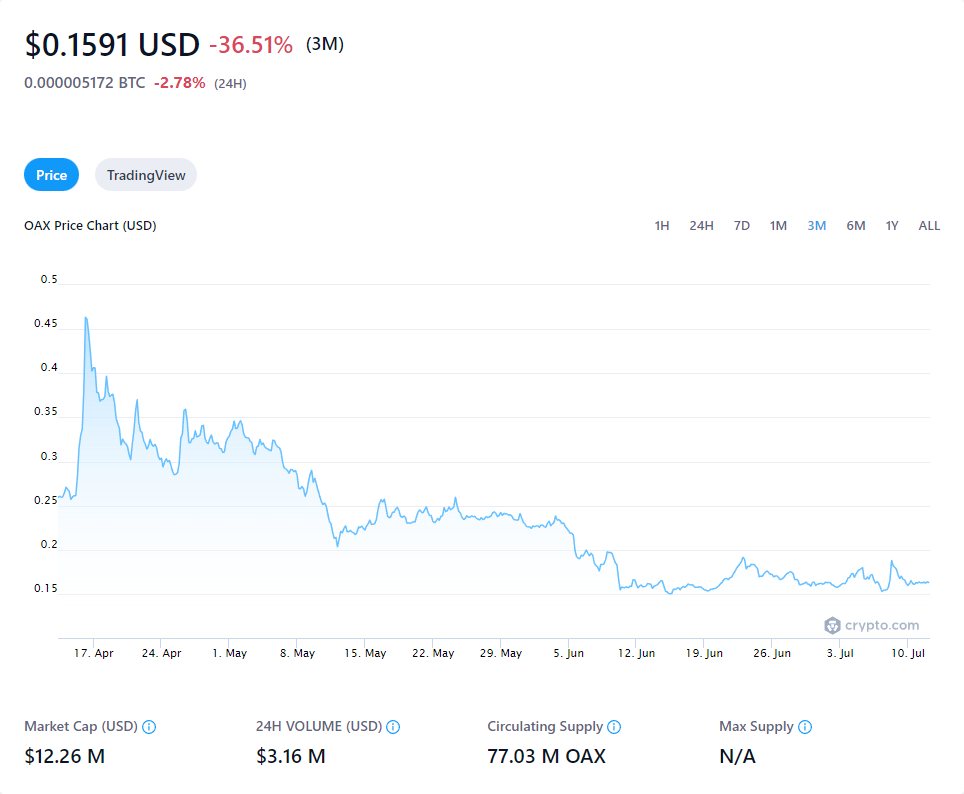 $0.1591 USD -36.51% (3M)
0.000005172 BTC -2.78% (24H)
Price TradingView
OAX Price Chart (USD) 1H 24H 7D 1M 3M 6M 1Y ALL
0.5
0.45
0.4
0.35
0.3
0.25
0.2
0.15
crypto.com
17. Apr 24. Apr 1. May 8. May 15. May 22. May 29. May 5. Jun 12. Jun 19. Jun 26. Jun 3. Jul 10. Jul
Market Cap (USD) 24H VOLUME (USD) Circulating Supply Max Supply
$12.26 M $3.16 M 77.03 M OAX N/A